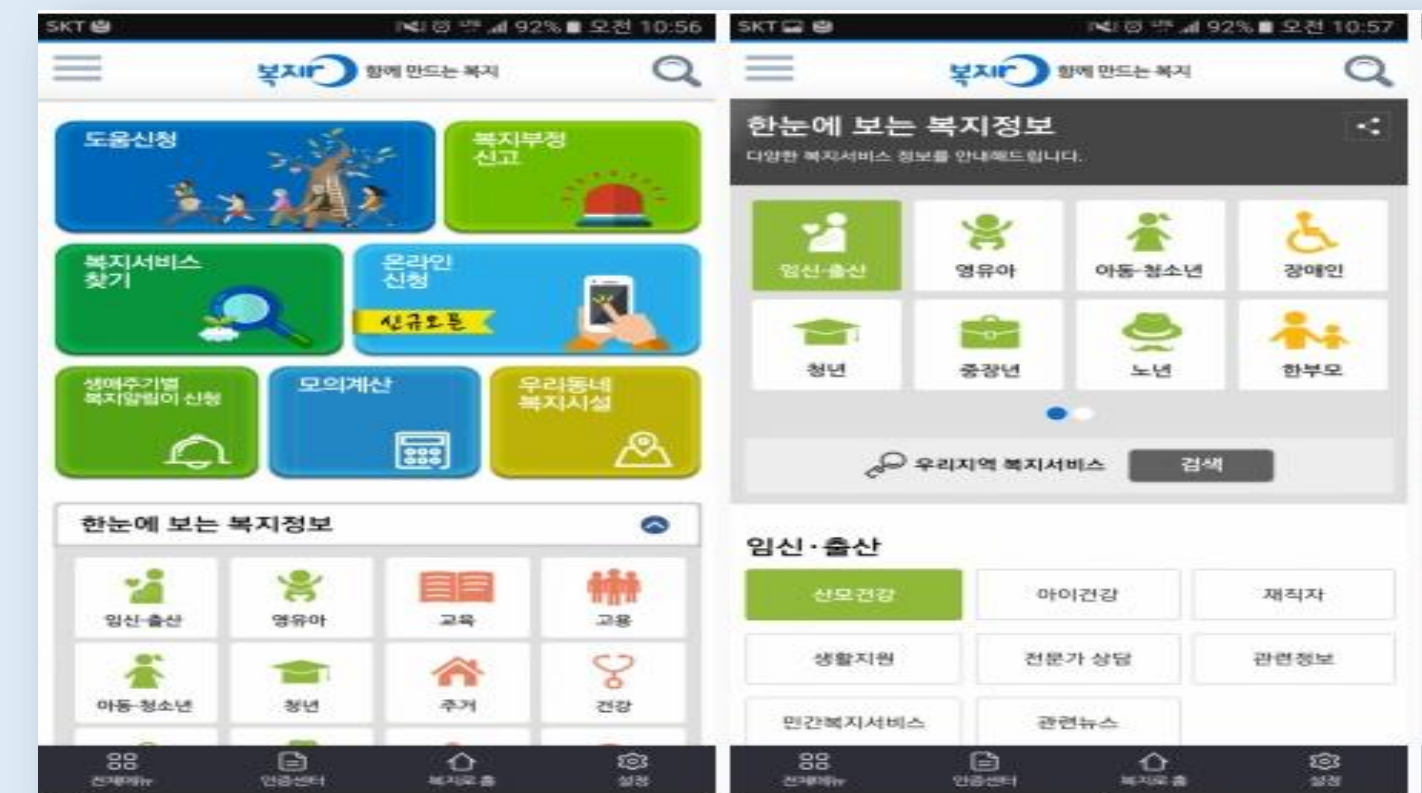 SKT 92% 오전 10:56
복지로 함께 만드는 복지
도움신청
복지부정
신고
복지서비스
찾기
온라인
신청
신규오픈
생애주기별
복지알림이 신청
모의계산
우리동네
복지시설
한눈에 보는 복지정보
임신·출산 영유아 교육 고용
아동·청소년 청년 주거 건강
전체메뉴 인증센터 복지로 홈 설정
SKT 92% 오전 10:57
복지로 함께 만드는 복지
한눈에 보는 복지정보
다양한 복지서비스 정보를 안내해드립니다.
임신·출산 영유아 아동·청소년 장애인
청년 중장년 노년 한부모
우리지역 복지서비스 검색
임신·출산
산모건강 아이건강 재직자
생활지원 전문가 상담 관련정보
민간복지서비스 관련뉴스
전체메뉴 인증센터 복지로 홈 설정